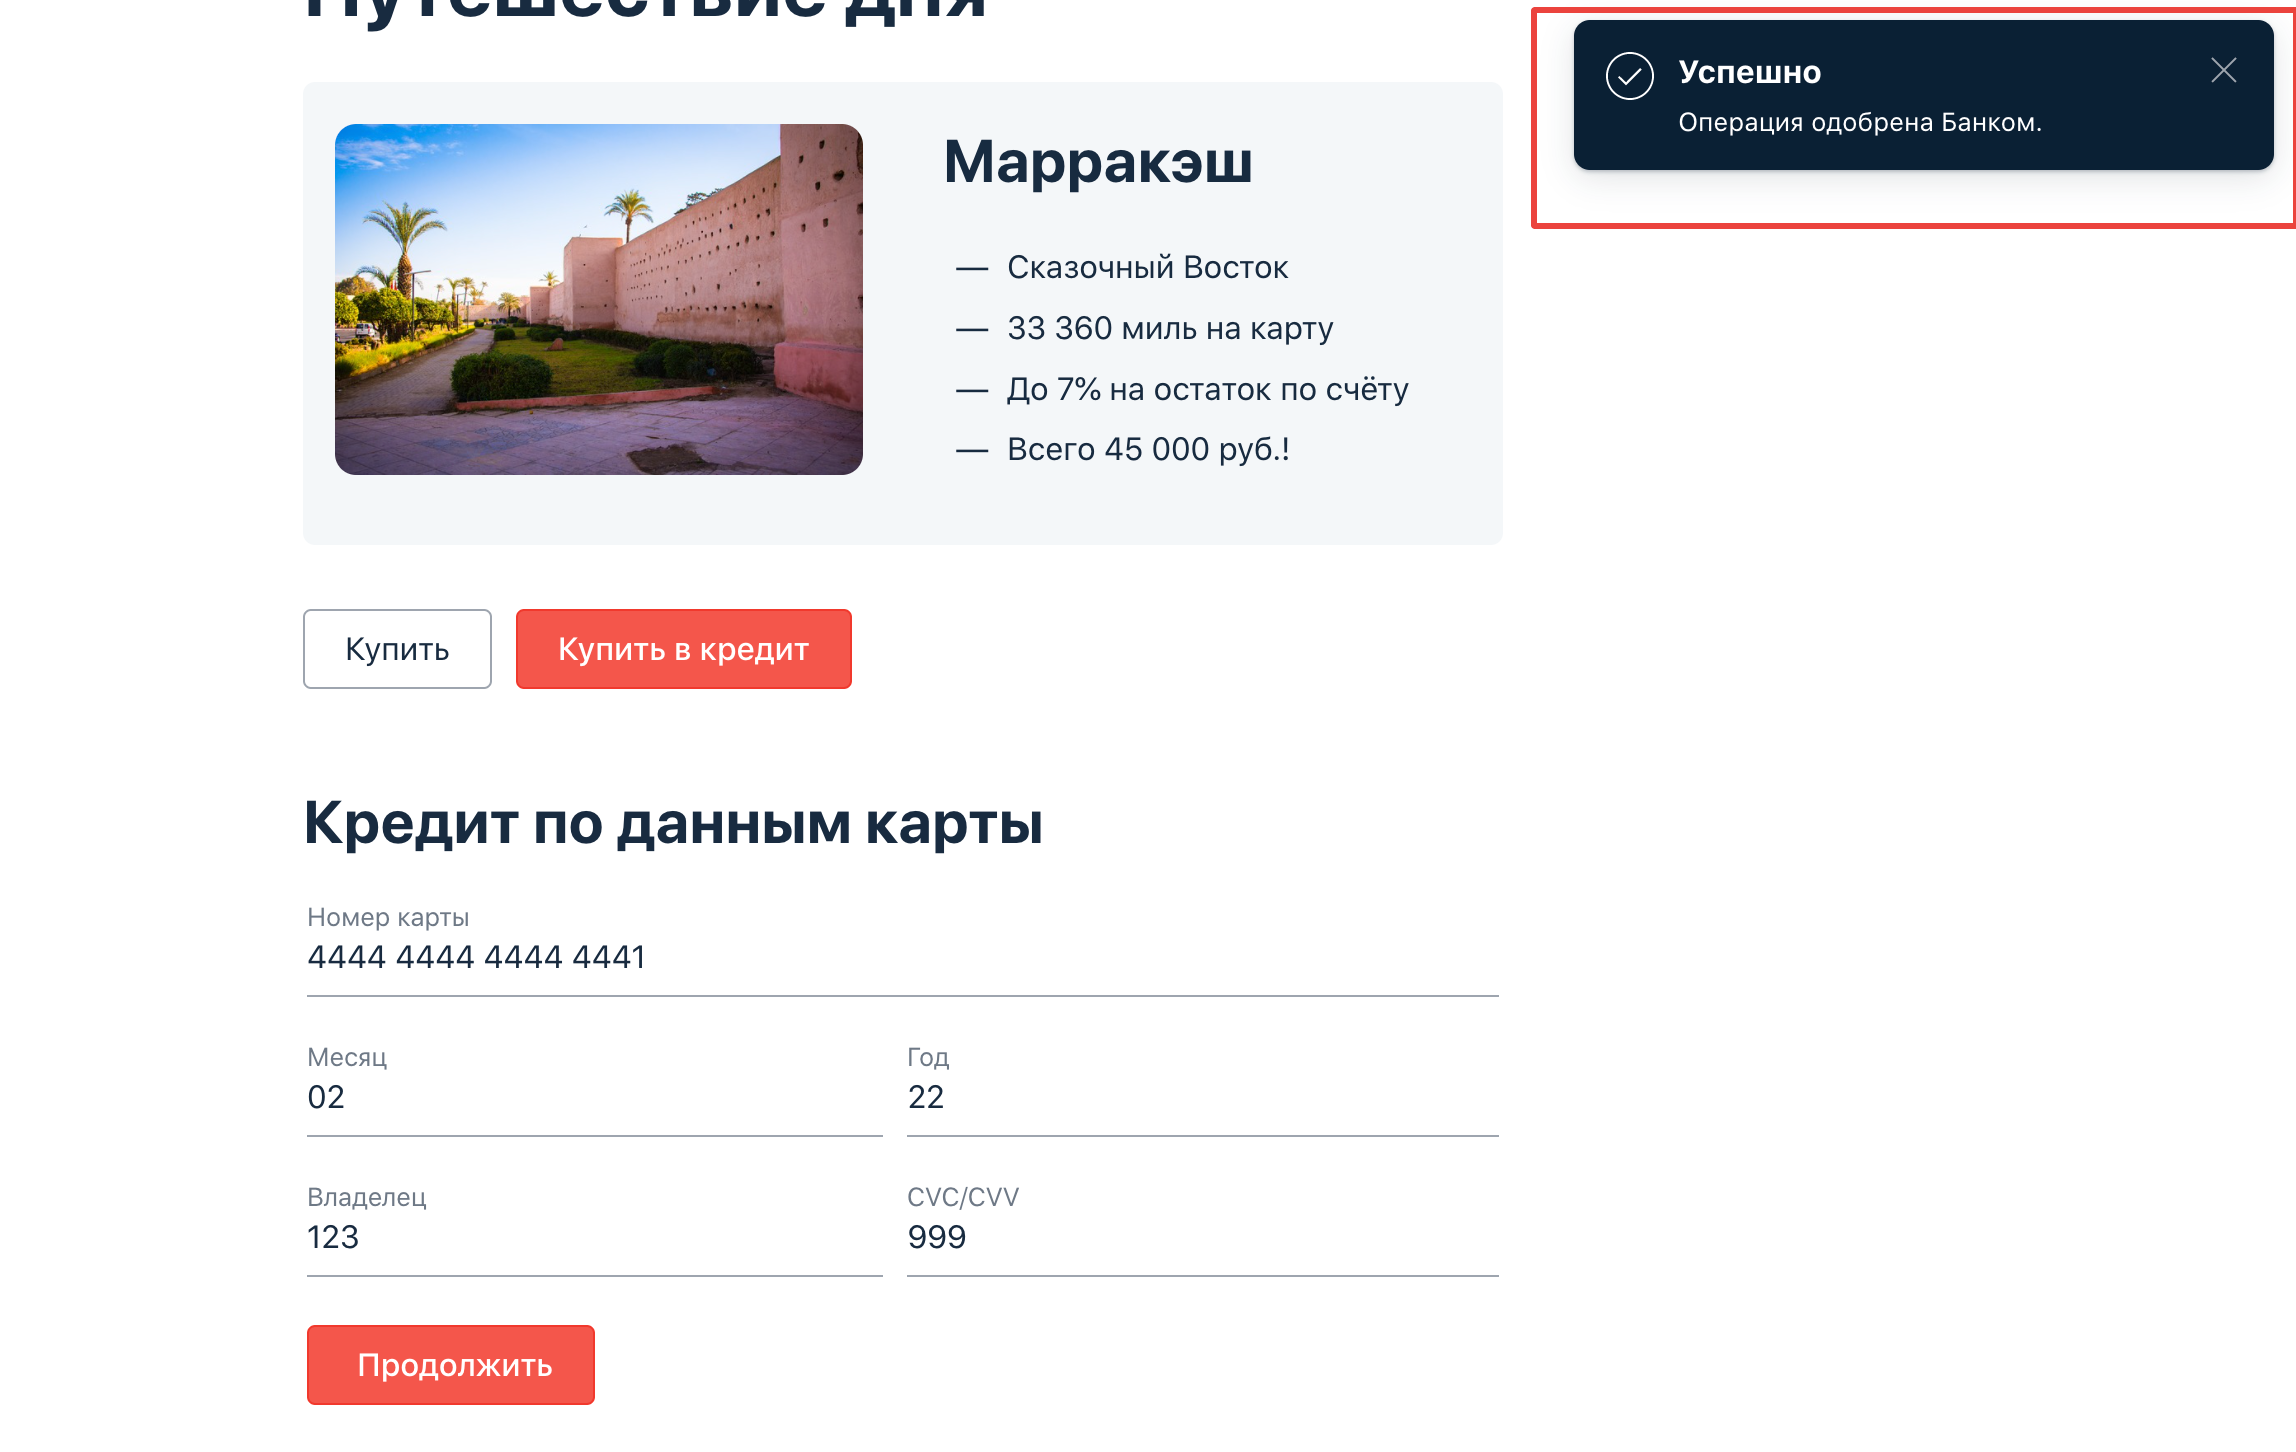 Путешествие дня
Успешно
Операция одобрена Банком.
Марракэш
— Сказочный Восток
— 33 360 миль на карту
— До 7% на остаток по счёту
— Всего 45 000 руб.!
Купить
Купить в кредит
Кредит по данным карты
Номер карты
4444 4444 4444 4441
Месяц
Год
02
22
Владелец
CVC/CVV
123
999
Продолжить